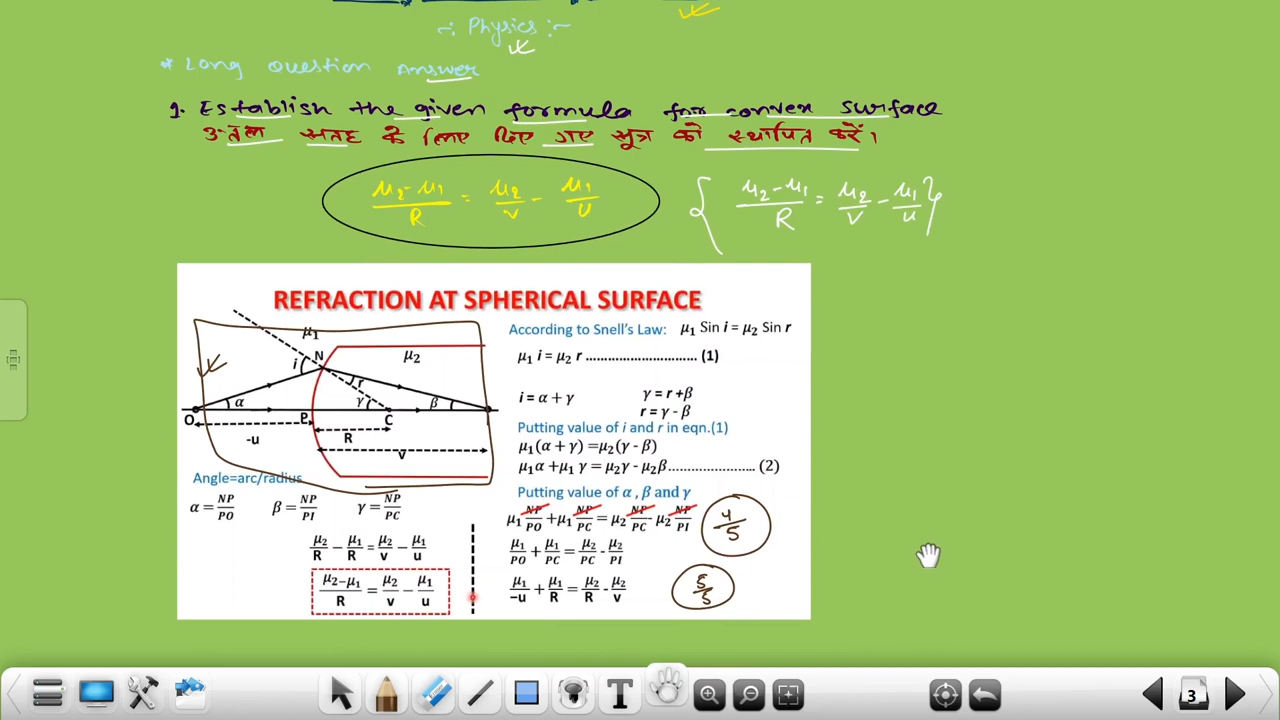 ∴ Physics :~
* Long Question Answer
1. Establish the given formula for convex surface
उत्तल सतह के लिए दिए गए सूत्र को स्थापित करें।
μ2-μ1/R = μ2/v - μ1/u
{ μ2-μ1/R = μ2/v - μ1/u }
REFRACTION AT SPHERICAL SURFACE
μ1
N
μ2
i
r
α
γ
β
O
P
C
-u
R
v
Angle=arc/radius
α = NP/PO β = NP/PI γ = NP/PC
μ2/R − μ1/R = μ2/v − μ1/u
μ2−μ1/R = μ2/v − μ1/u
According to Snell's Law: μ1 Sin i = μ2 Sin r
μ1 i = μ2 r ................................ (1)
i = α + γ
γ = r+β
r = γ - β
Putting value of i and r in eqn.(1)
μ1(α + γ) =μ2(γ - β)
μ1α +μ1 γ = μ2γ - μ2β......................... (2)
Putting value of α , β and γ
μ1 NP/PO +μ1 NP/PC = μ2 NP/PC - μ2 NP/PI
4/5
μ1/PO + μ1/PC = μ2/PC - μ2/PI
μ1/-u + μ1/R = μ2/R - μ2/v
5/5
3